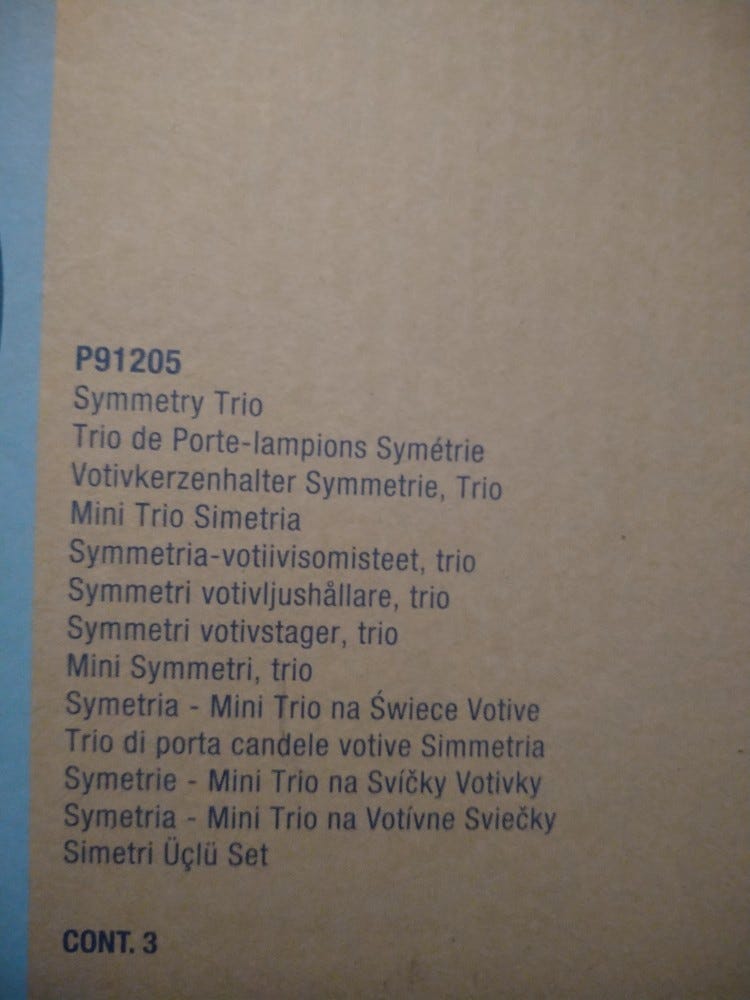 P91205
Symmetry Trio
Trio de Porte-lampions Symétrie
Votivkerzenhalter Symmetrie, Trio
Mini Trio Simetria
Symmetria-votiivisomisteet, trio
Symmetri votivljushållare, trio
Symmetri votivstager, trio
Mini Symmetri, trio
Symetria - Mini Trio na Świece Votive
Trio di porta candele votive Simmetria
Symetrie - Mini Trio na Svíčky Votivky
Symetria - Mini Trio na Votívne Sviečky
Simetri Üçlü Set
CONT. 3